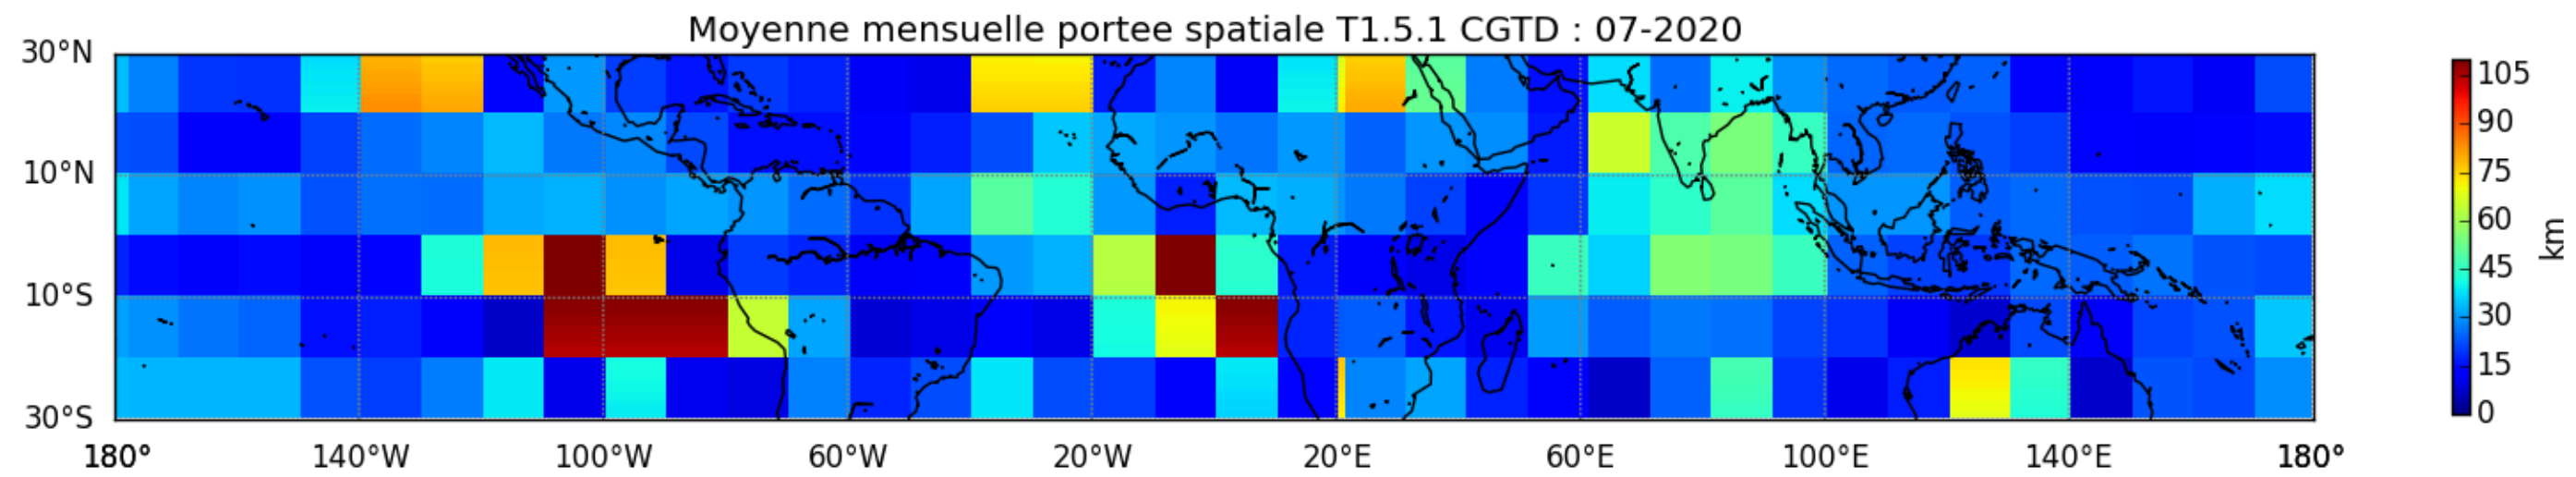 Moyenne mensuelle portee spatiale T1.5.1 CGTD : 07-2020
30°N
10°N
10°S
30°S
180° 140°W 100°W 60°W 20°W 20°E 60°E 100°E 140°E 180°
105
90
75
60
45
30
15
0
km